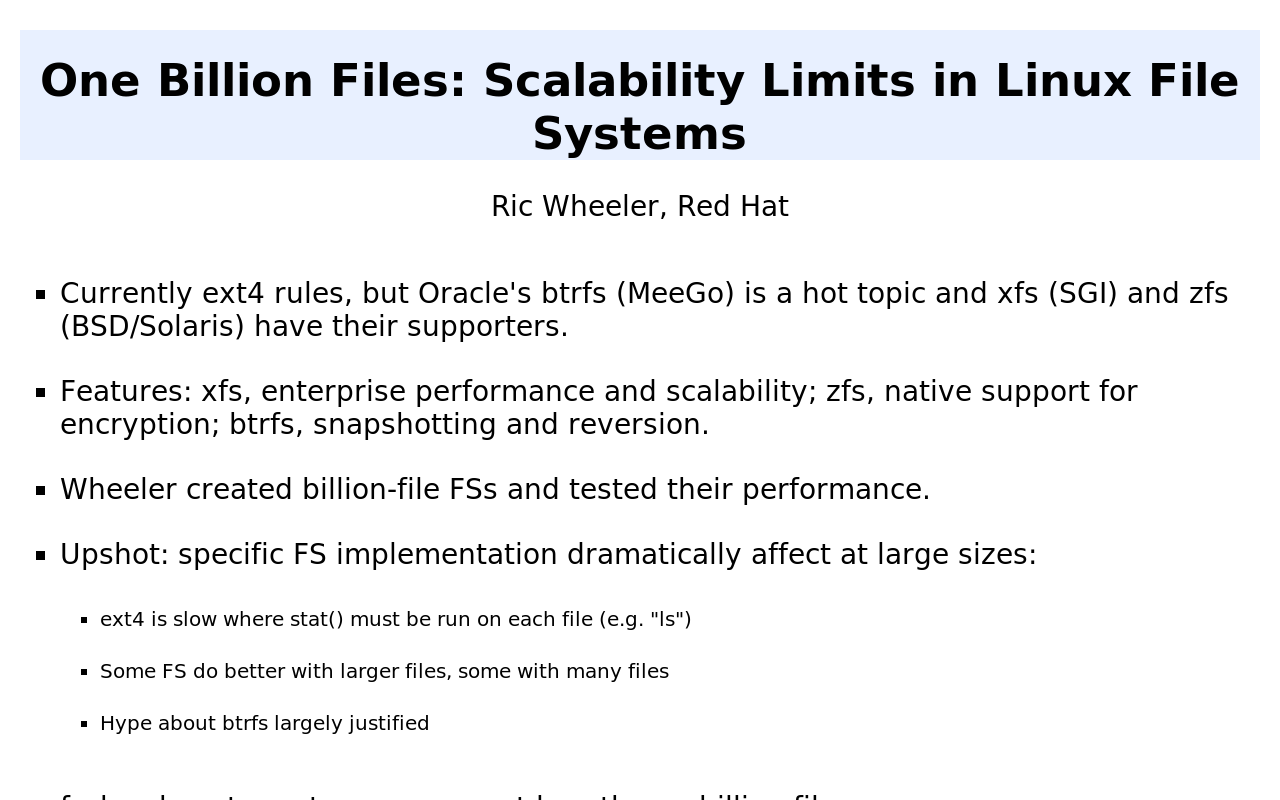 One Billion Files: Scalability Limits in Linux File
Systems
Ric Wheeler, Red Hat
Currently ext4 rules, but Oracle's btrfs (MeeGo) is a hot topic and xfs (SGI) and zfs
(BSD/Solaris) have their supporters.
Features: xfs, enterprise performance and scalability; zfs, native support for
encryption; btrfs, snapshotting and reversion.
Wheeler created billion-file FSs and tested their performance.
Upshot: specific FS implementation dramatically affect at large sizes:
ext4 is slow where stat() must be run on each file (e.g. "ls")
Some FS do better with larger files, some with many files
Hype about btrfs largely justified